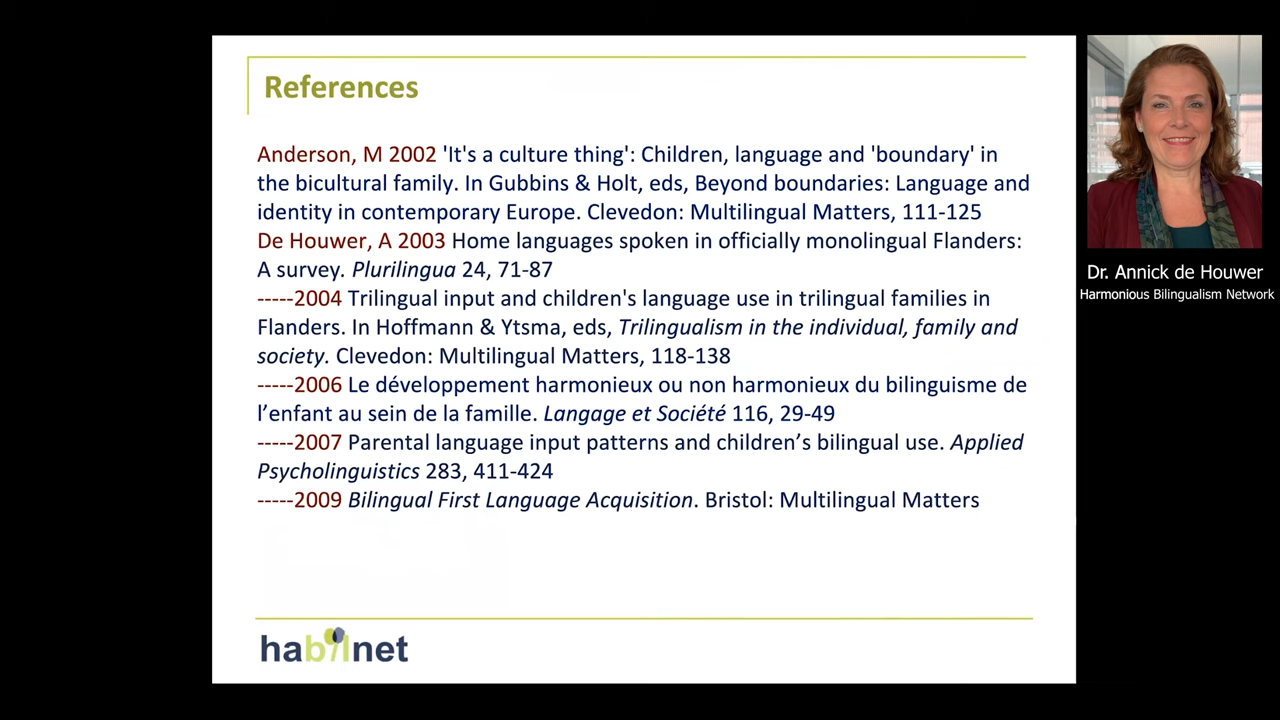 References
Anderson, M 2002 'It's a culture thing': Children, language and 'boundary' in
the bicultural family. In Gubbins & Holt, eds, Beyond boundaries: Language and
identity in contemporary Europe. Clevedon: Multilingual Matters, 111-125
De Houwer, A 2003 Home languages spoken in officially monolingual Flanders:
A survey. Plurilingua 24, 71-87
-----2004 Trilingual input and children's language use in trilingual families in
Flanders. In Hoffmann & Ytsma, eds, Trilingualism in the individual, family and
society. Clevedon: Multilingual Matters, 118-138
-----2006 Le développement harmonieux ou non harmonieux du bilinguisme de
l’enfant au sein de la famille. Langage et Société 116, 29-49
-----2007 Parental language input patterns and children’s bilingual use. Applied
Psycholinguistics 283, 411-424
-----2009 Bilingual First Language Acquisition. Bristol: Multilingual Matters
habilnet
Dr. Annick de Houwer
Harmonious Bilingualism Network